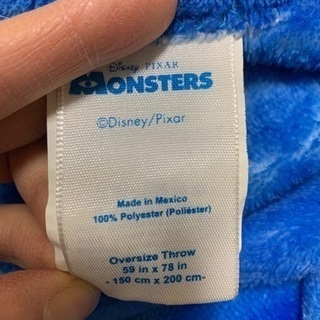 Disney PIXAR
MONSTERS
©Disney/Pixar
Made in Mexico
100% Polyester (Poliéster)
Oversize Throw
59 in x 78 in
- 150 cm x 200 cm-